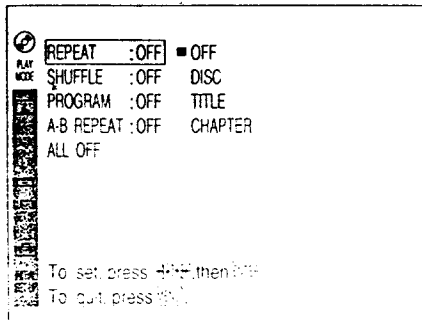 PLAY
MODE
REPEAT :OFF ■ OFF
SHUFFLE :OFF DISC
PROGRAM :OFF TITLE
A-B REPEAT :OFF CHAPTER
ALL OFF
To set, press ,then
To quit, press .